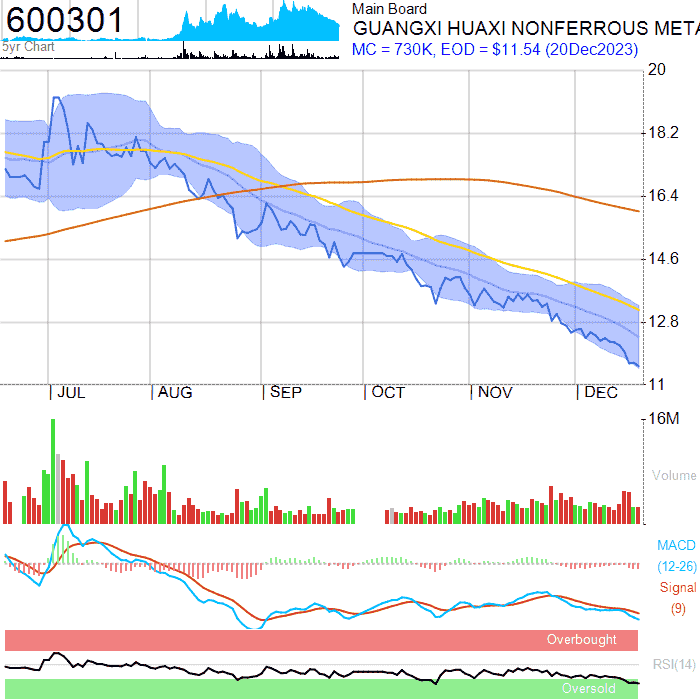 600301
5yr Chart
Main Board
GUANGXI HUAXI NONFERROUS META
MC = 730K, EOD = $11.54 (20Dec2023)
20
18.2
16.4
14.6
12.8
11
JUL
AUG
SEP
OCT
NOV
DEC
16M
Volume
MACD
(12-26)
Signal
(9)
Overbought
RSI(14)
Oversold